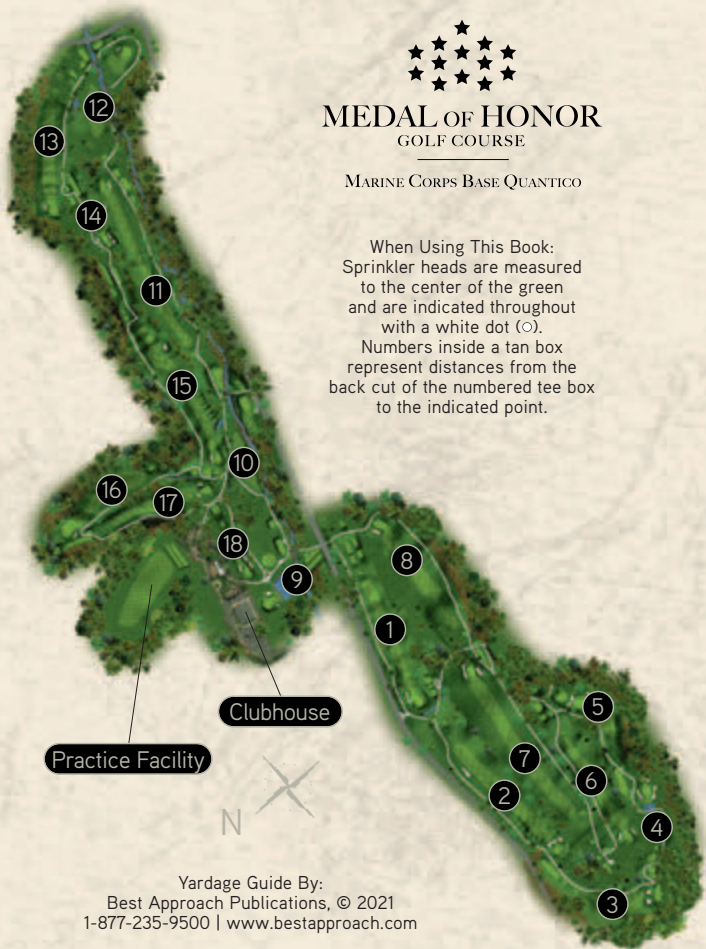 MEDAL OF HONOR
GOLF COURSE
MARINE CORPS BASE QUANTICO
When Using This Book:
Sprinkler heads are measured
to the center of the green
and are indicated throughout
with a white dot (○).
Numbers inside a tan box
represent distances from the
back cut of the numbered tee box
to the indicated point.
12
13
14
11
15
10
16
17
18
9
8
1
5
7
6
2
4
3
Clubhouse
Practice Facility
N
Yardage Guide By:
Best Approach Publications, © 2021
1-877-235-9500 | www.bestapproach.com